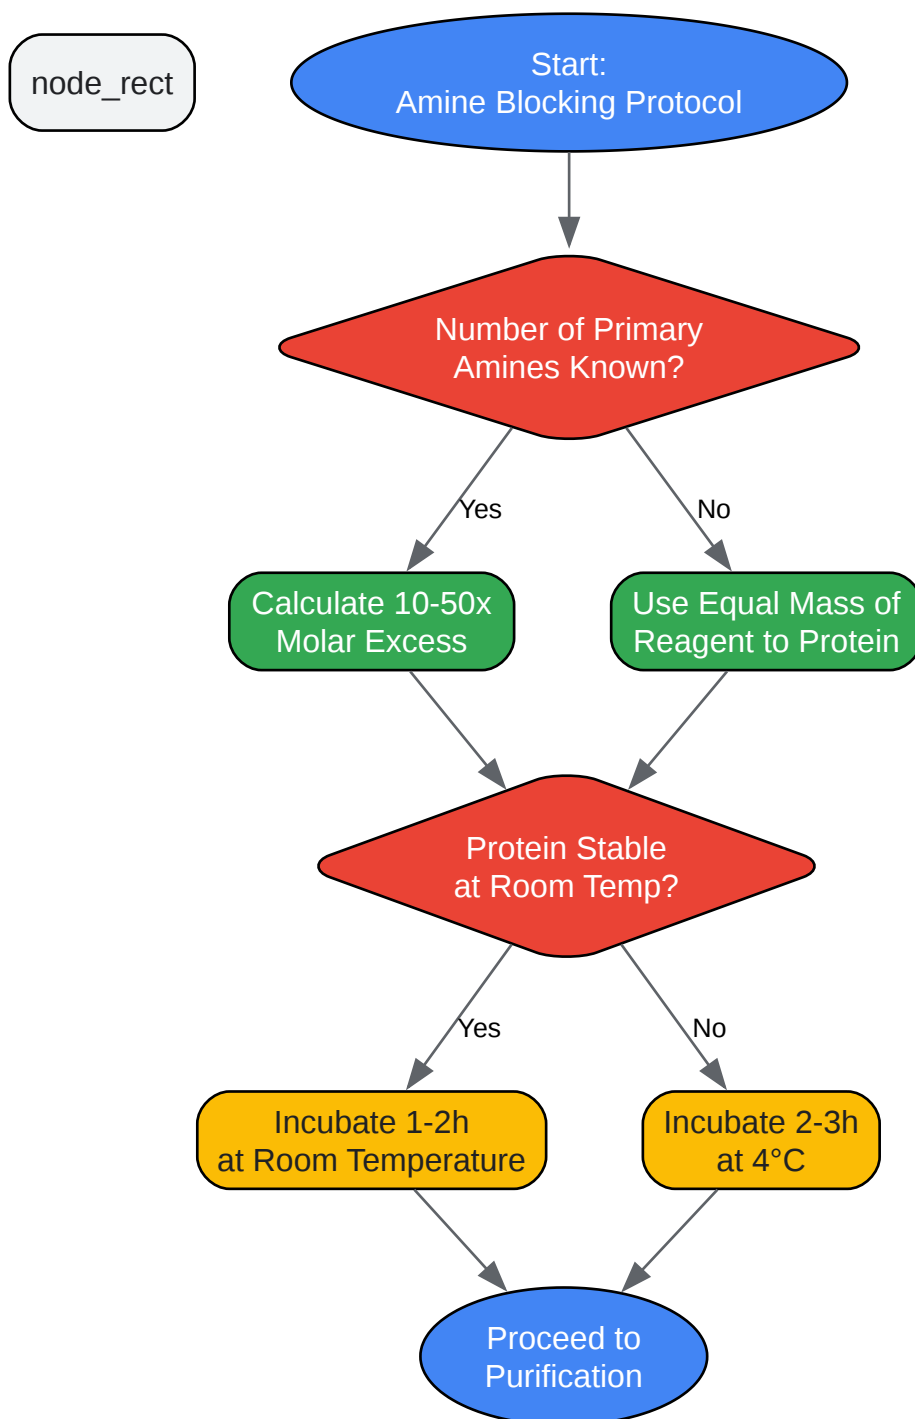 node_rect
Start:
Amine Blocking Protocol
Number of Primary
Amines Known?
Yes
No
Calculate 10-50x
Molar Excess
Use Equal Mass of
Reagent to Protein
Protein Stable
at Room Temp?
Yes
No
Incubate 1-2h
at Room Temperature
Incubate 2-3h
at 4°C
Proceed to
Purification